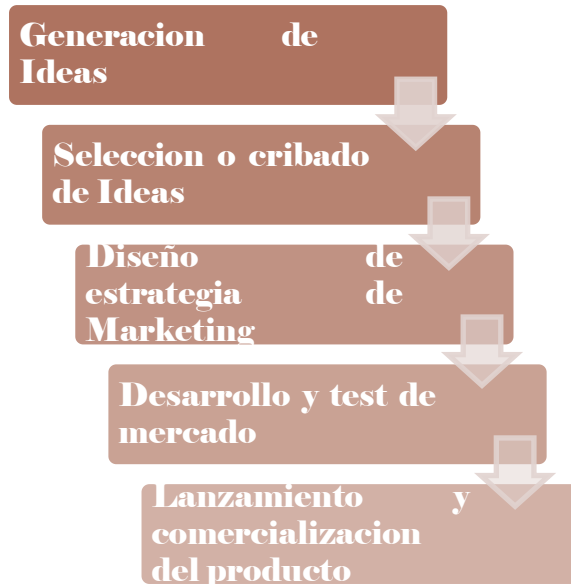 Generacion de
Ideas
Seleccion o cribado
de Ideas
Diseño de
estrategia de
Marketing
Desarrollo y test de
mercado
Lanzamiento y
comercializacion
del producto